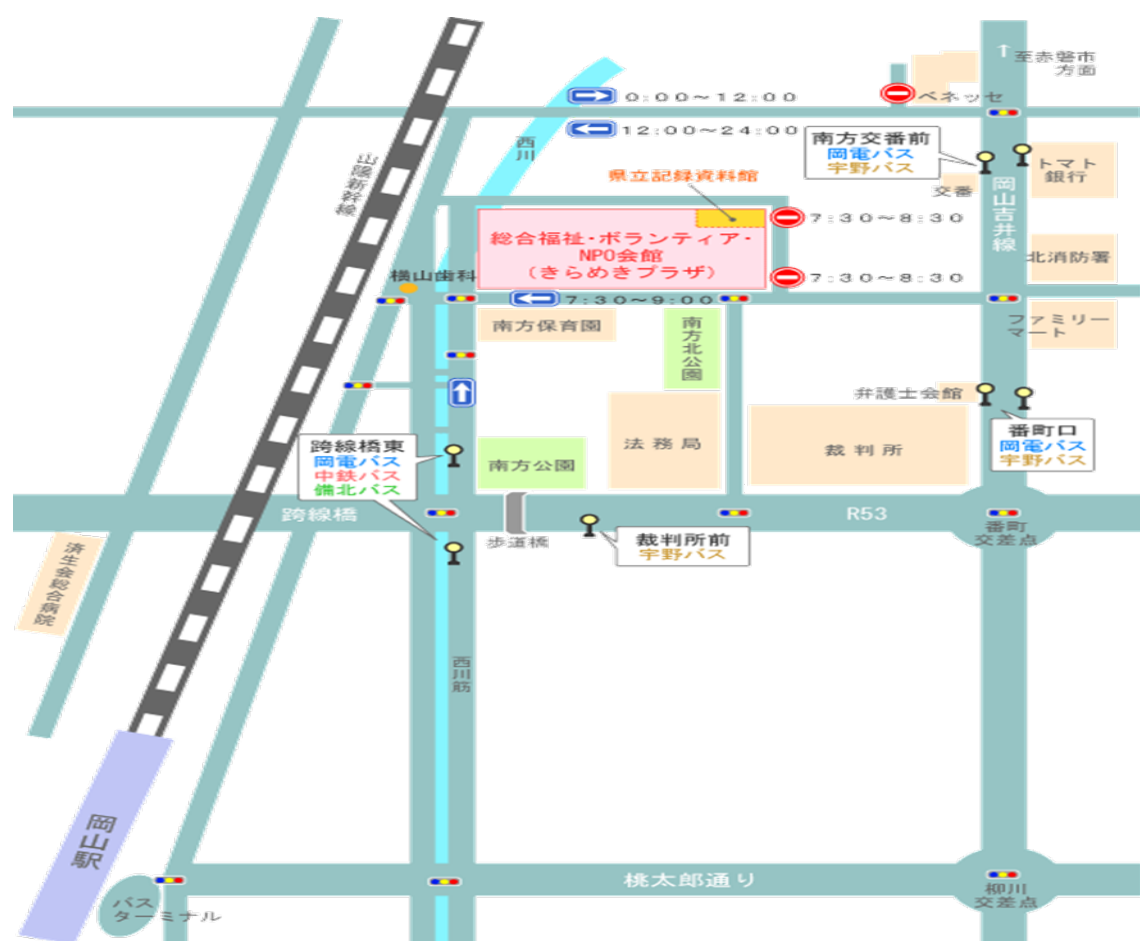 ↑
至赤磐市
方面
ベネッセ
0:00～12:00
12:00～24:00
西川
山陽新幹線
南方交番前
岡電バス
宇野バス
トマト
銀行
交番
岡山吉井線
県立記録資料館
7:30～8:30
総合福祉・ボランティア・
NPO会館
（きらめきプラザ）
北消防署
横山歯科
7:30～8:30
7:30～9:00
南方保育園
南方北公園
ファミリー
マート
弁護士会館
跨線橋東
岡電バス
中鉄バス
備北バス
南方公園
法務局
裁判所
番町口
岡電バス
宇野バス
跨線橋
R53
番町
交差点
歩道橋
裁判所前
宇野バス
済生会総合病院
西川筋
岡山駅
桃太郎通り
柳川
交差点
バス
ターミナル